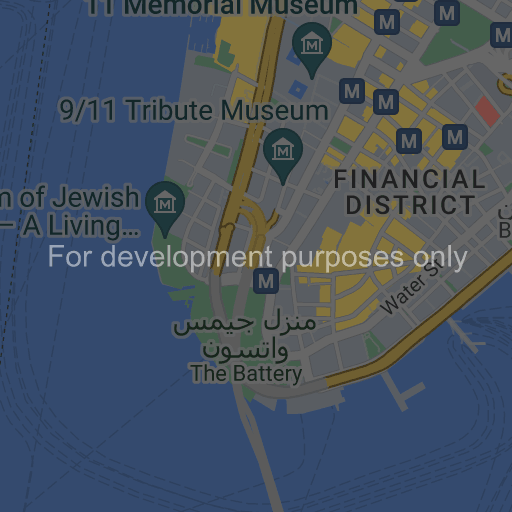 11 Memorial Museum
9/11 Tribute Museum
FINANCIAL
DISTRICT
m of Jewish
– A Living...
For development purposes only
Water St
منزل جيمس
واتسون
The Battery
M
M
M
M
M
M
M
M